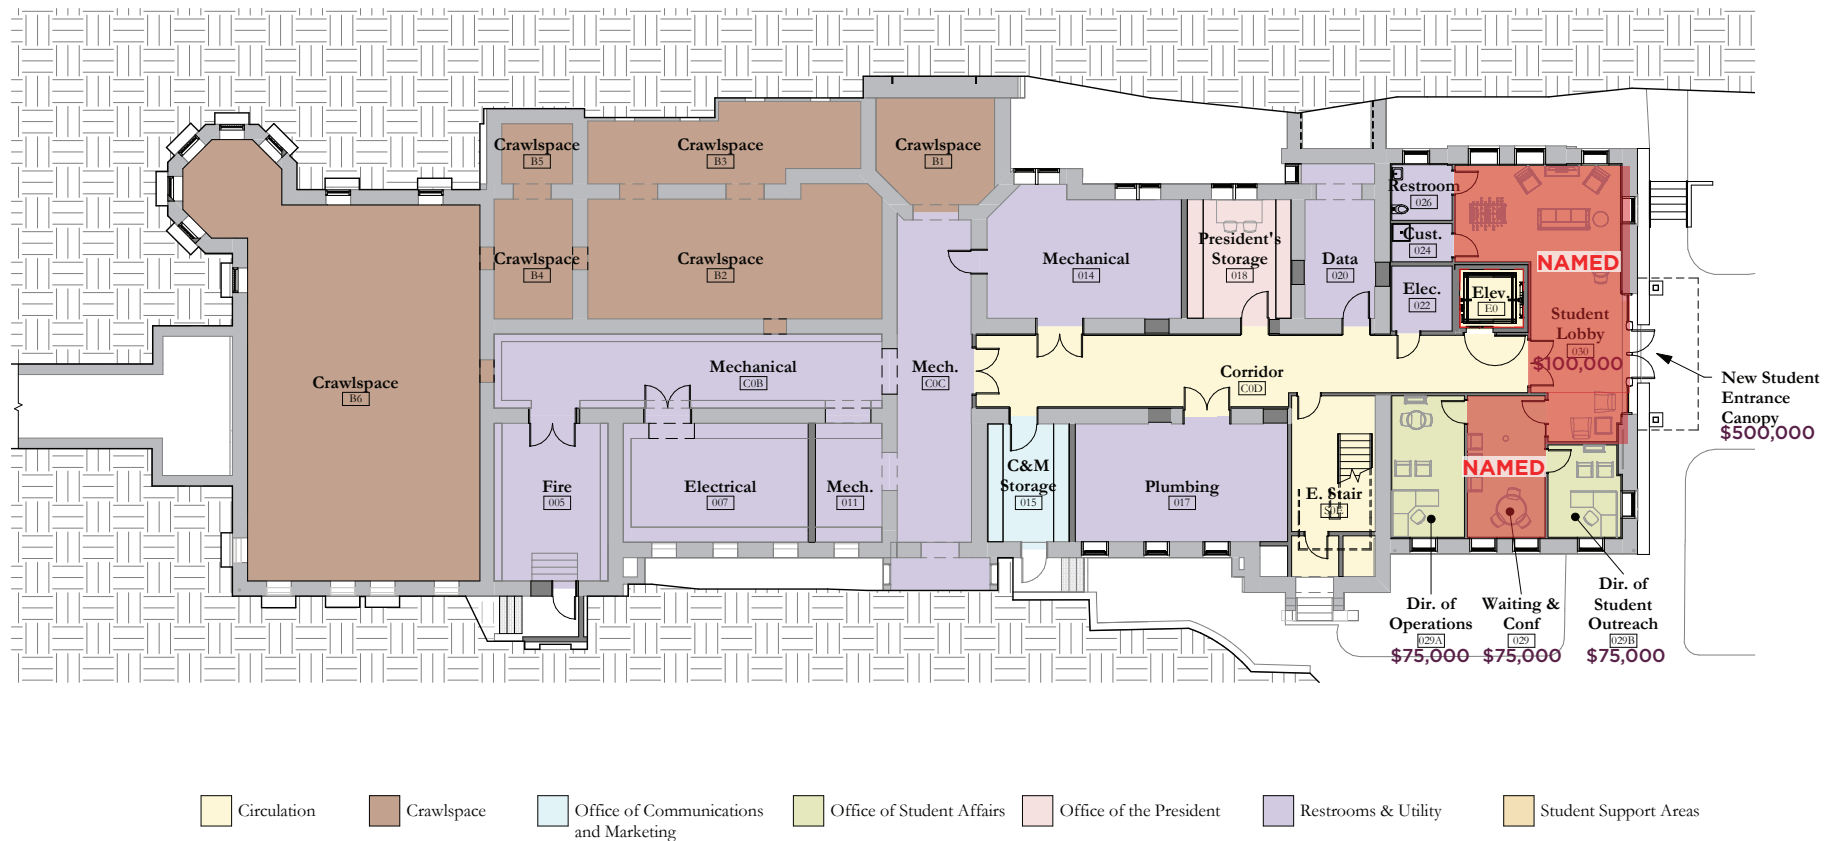 Crawlspace
B5
Crawlspace
B3
Crawlspace
B1
Restroom
026
Cust.
024
NAMED
President's
Storage
018
Crawlspace
B4
Crawlspace
B2
Mechanical
014
Data
020
Elec.
022
Elev.
E0
Student
Lobby
030
$100,000
Crawlspace
B6
Mechanical
C0B
Mech.
C0C
Corridor
C0D
New Student
Entrance
Canopy
$500,000
Fire
005
Electrical
007
Mech.
011
C&M
Storage
015
Plumbing
017
E. Stair
S0E
NAMED
Dir. of
Operations
029A
$75,000
Waiting &
Conf
029
$75,000
Dir. of
Student
Outreach
029B
$75,000
Circulation
Crawlspace
Office of Communications
and Marketing
Office of Student Affairs
Office of the President
Restrooms & Utility
Student Support Areas